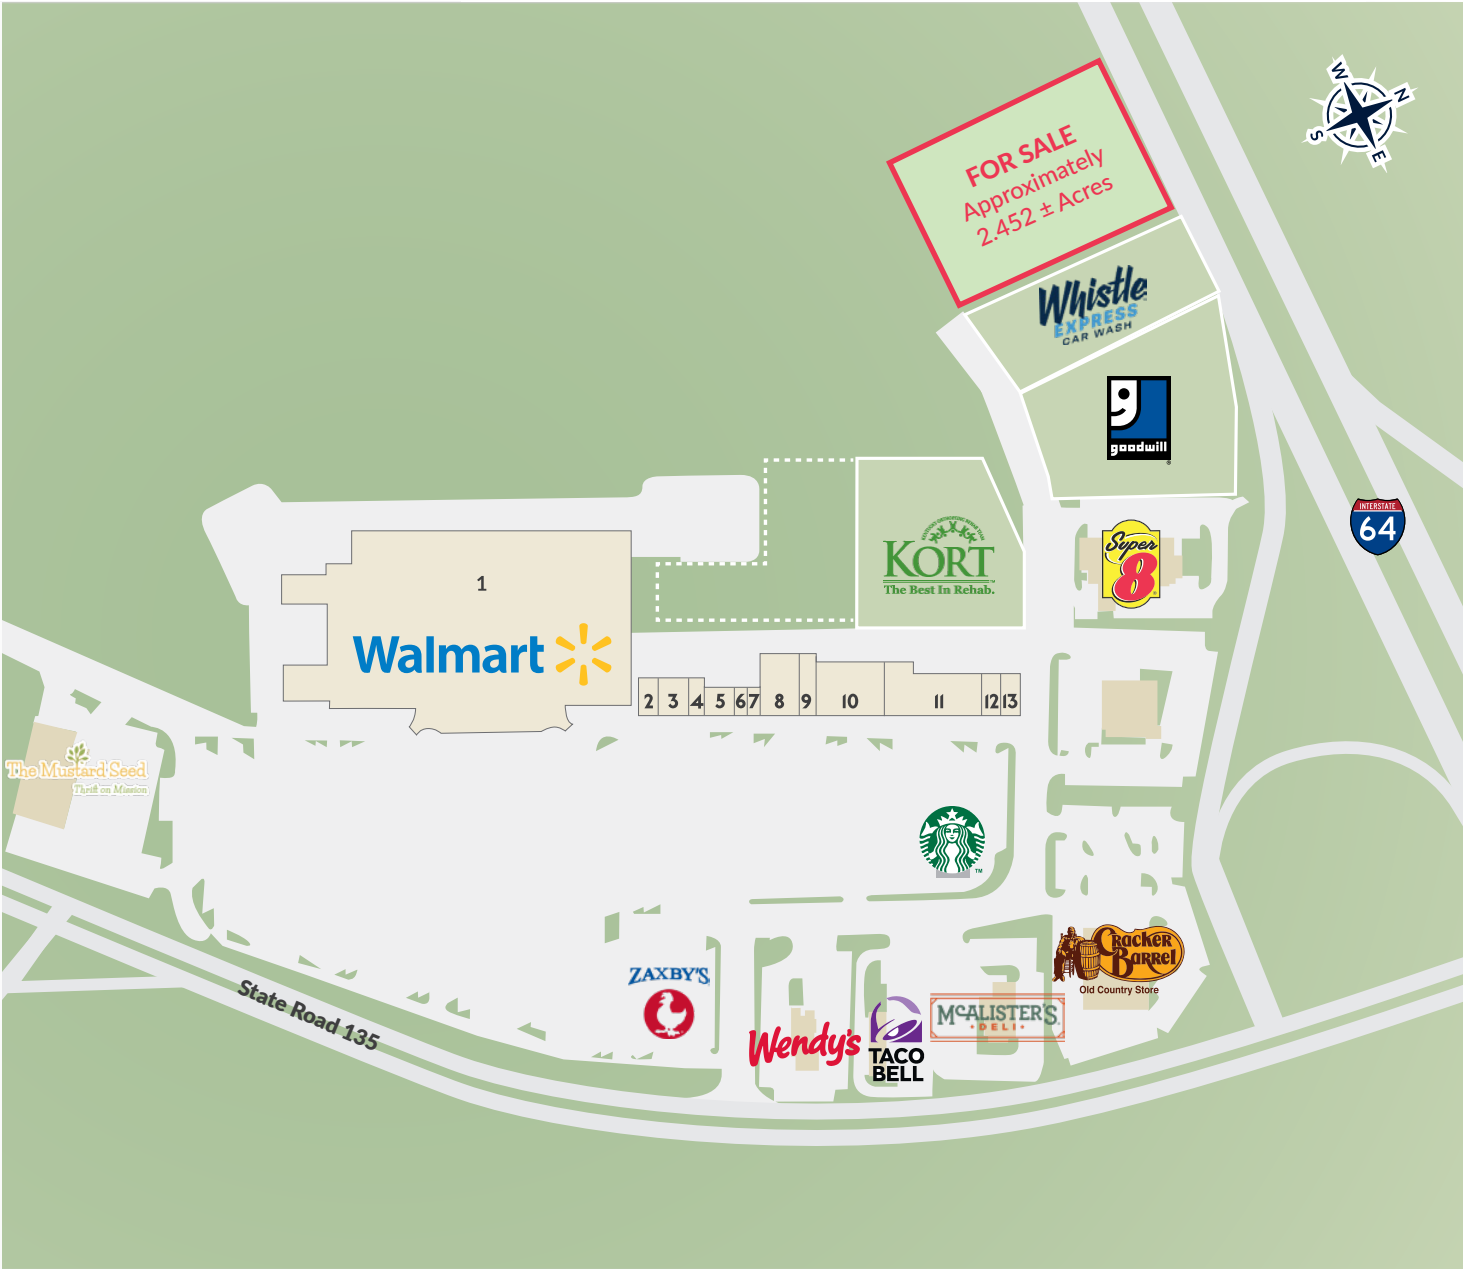 W
N
S
E
FOR SALE
Approximately
2.452 ± Acres
Whistle
EXPRESS
CAR WASH
g
goodwill
®
INTERSTATE
64
KORT
™
The Best In Rehab.
Super
8
®
1
Walmart
2 3 4 5 6 7 8 9 10 11 12 13
The Mustard Seed
Thrift on Mission
TM
CRACKER
BARREL
Old Country Store
ZAXBY'S
Wendy's
TACO
BELL
McALISTER'S
DELI
State Road 135